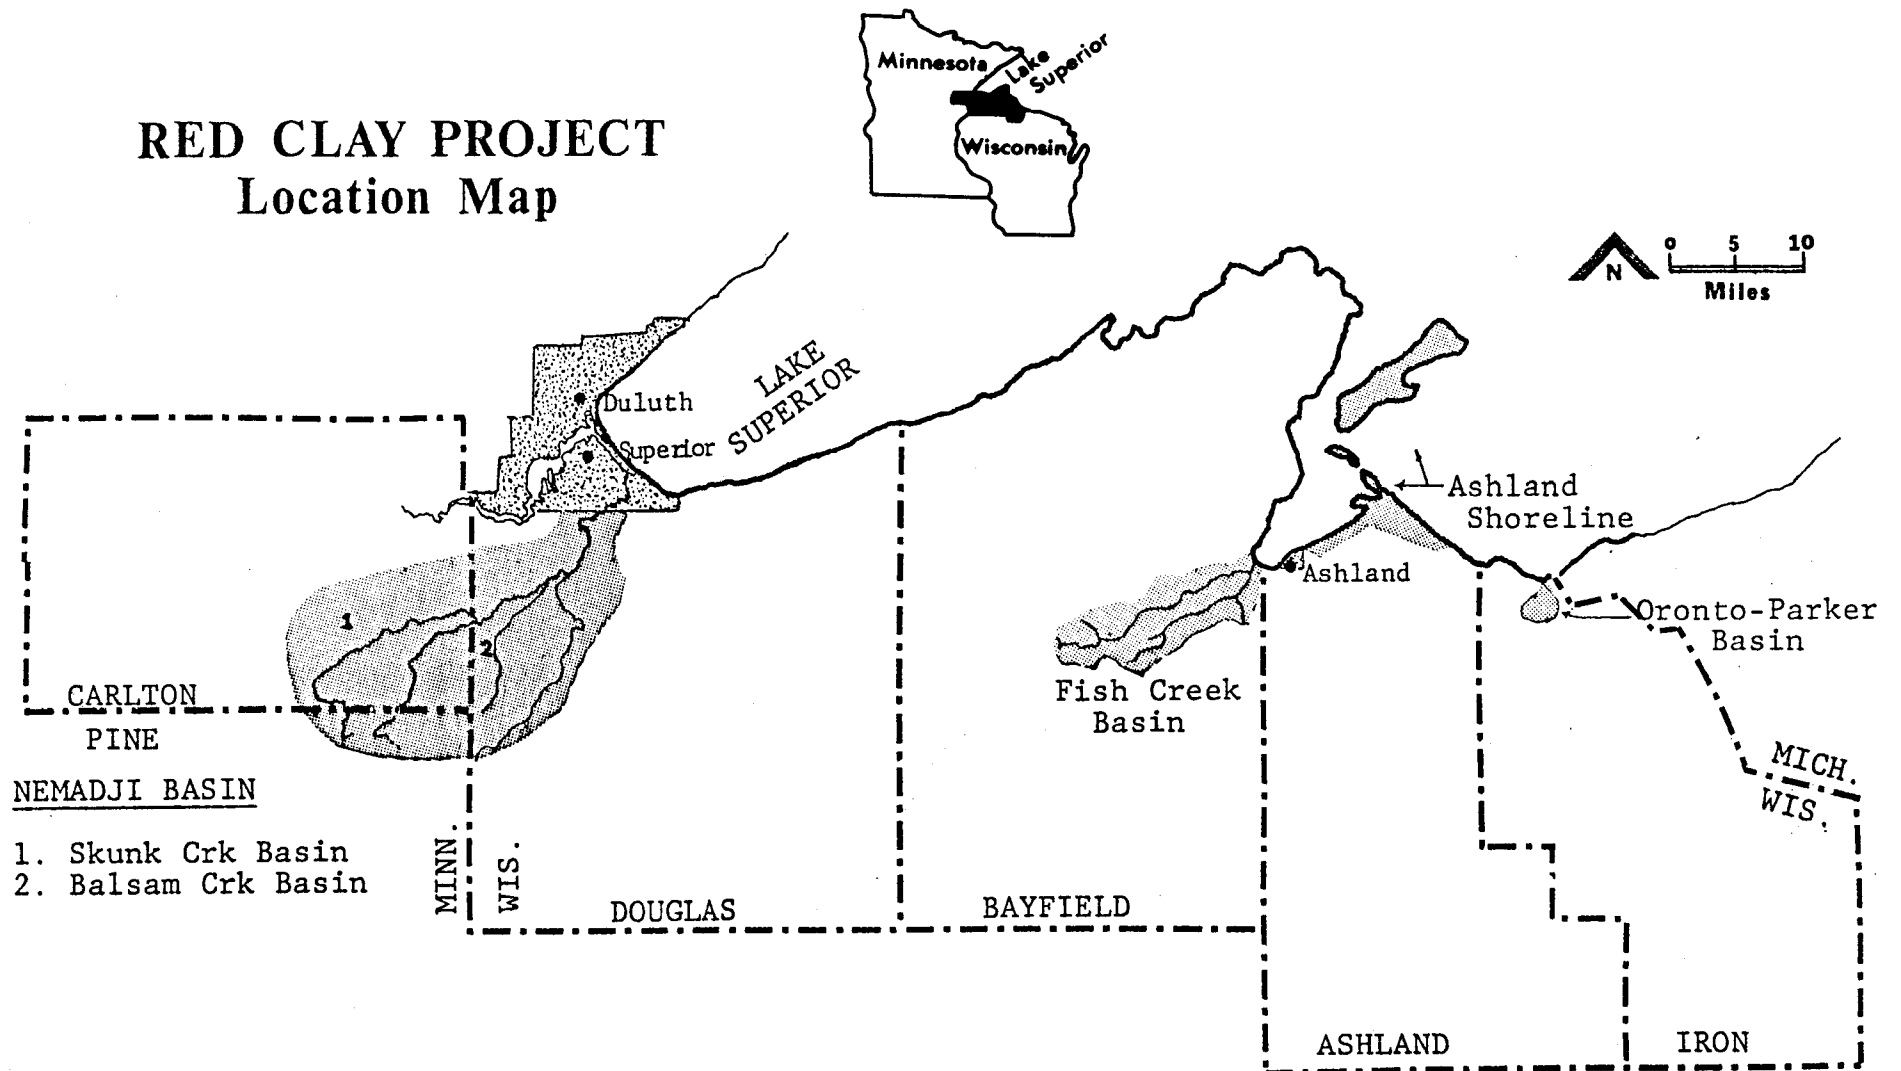 RED CLAY PROJECT
Location Map
Minnesota
Lake
Superior
Wisconsin
N
0 5 10
Miles
LAKE
SUPERIOR
Duluth
Superior
Ashland
Shoreline
Ashland
Oronto-Parker
Basin
1
2
Fish Creek
Basin
CARLTON
PINE
NEMADJI BASIN
1. Skunk Crk Basin
2. Balsam Crk Basin
MINN.
WIS.
MICH.
WIS.
DOUGLAS
BAYFIELD
ASHLAND
IRON